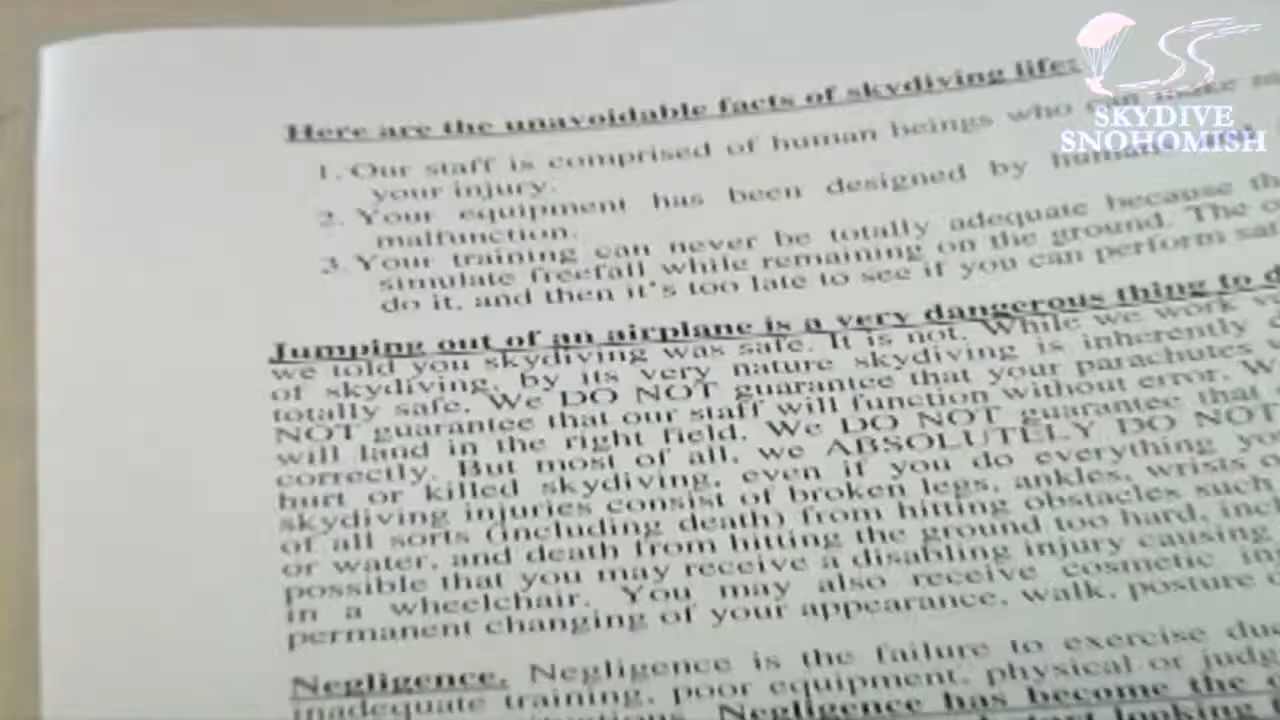 SKYDIVE
SNOHOMISH
Here are the unavoidable facts of skydiving life:
1. Our staff is comprised of human beings who can make
your injury.
2. Your equipment has been designed by humans and
malfunction.
3. Your training can never be totally adequate because
simulate freefall while remaining on the ground. The
do it, and then it's too late to see if you can perform
Jumping out of an airplane is a very dangerous thing to
we told you skydiving was safe. It is not. While we work
of skydiving, by its very nature skydiving is inherently
totally safe. We DO NOT guarantee that your parachutes
NOT guarantee that our staff will function without error.
will land in the right field. We DO NOT guarantee that
correctly. But most of all, we ABSOLUTELY DO NOT
hurt or killed skydiving, even if you do everything
skydiving injuries consist of broken legs, ankles, wrists
of all sorts (including death) from hitting obstacles such
or water, and death from hitting the ground too hard,
possible that you may receive a disabling injury causing
in a wheelchair. You may also receive cosmetic
permanent changing of your appearance, walk, posture
Negligence. Negligence is the failure to exercise
inadequate training, poor equipment, physical or
Negligence has become the